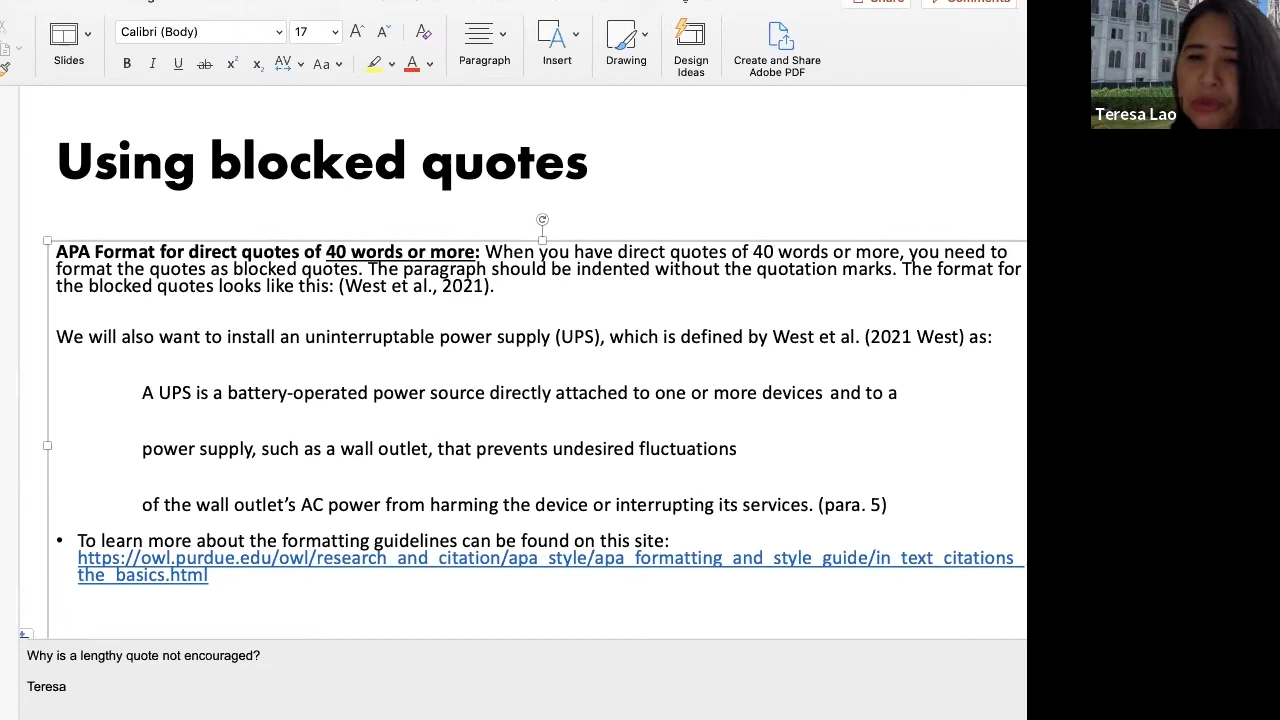 Share
Comments
Calibri (Body)
17
Slides
Paragraph
Insert
Drawing
Design
Ideas
Create and Share
Adobe PDF
Teresa Lao
Using blocked quotes
APA Format for direct quotes of 40 words or more: When you have direct quotes of 40 words or more, you need to
format the quotes as blocked quotes. The paragraph should be indented without the quotation marks. The format for
the blocked quotes looks like this: (West et al., 2021).
We will also want to install an uninterruptable power supply (UPS), which is defined by West et al. (2021 West) as:
A UPS is a battery-operated power source directly attached to one or more devices and to a
power supply, such as a wall outlet, that prevents undesired fluctuations
of the wall outlet’s AC power from harming the device or interrupting its services. (para. 5)
• To learn more about the formatting guidelines can be found on this site:
https://owl.purdue.edu/owl/research_and_citation/apa_style/apa_formatting_and_style_guide/in_text_citations_
the_basics.html
Why is a lengthy quote not encouraged?
Teresa